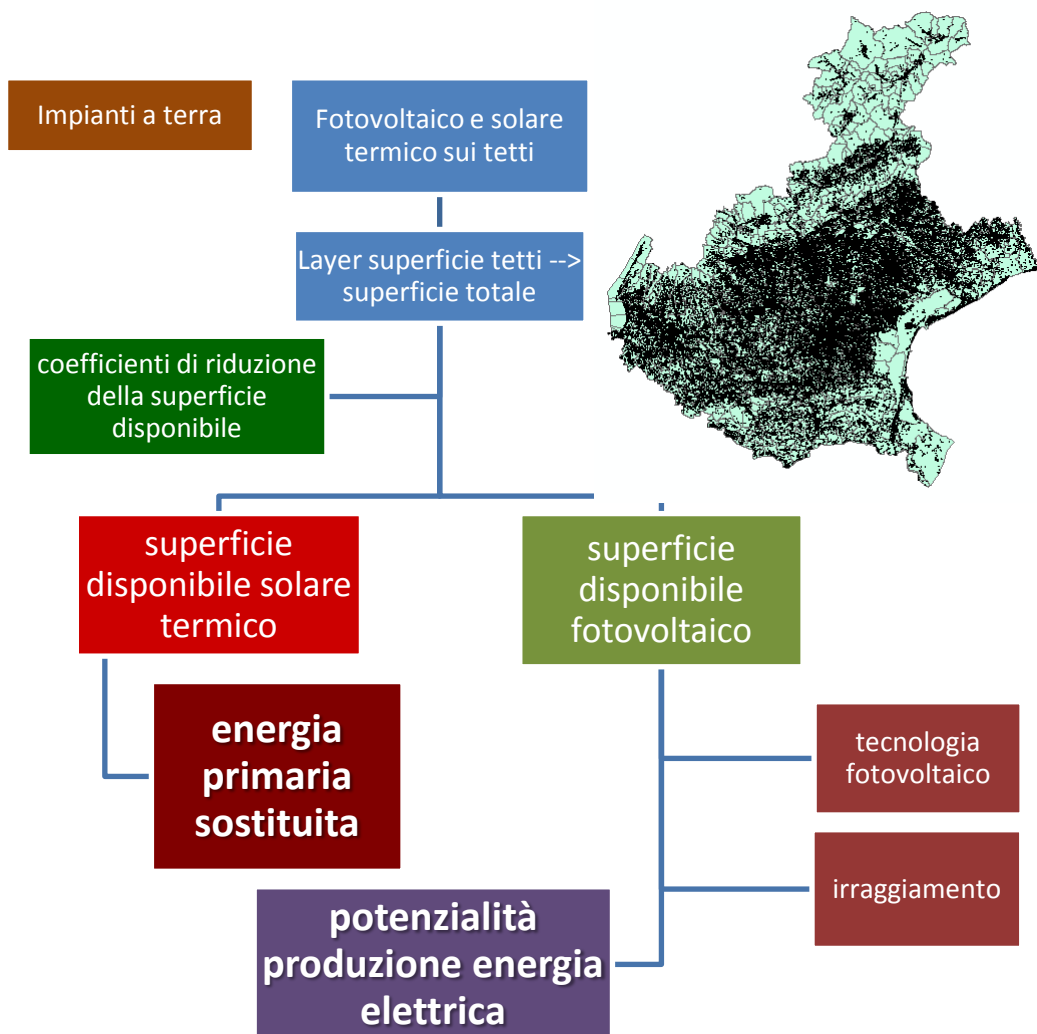 Impianti a terra
Fotovoltaico e solare
termico sui tetti
Layer superficie tetti -->
superficie totale
coefficienti di riduzione
della superficie
disponibile
superficie
disponibile solare
termico
superficie
disponibile
fotovoltaico
energia
primaria
sostituita
tecnologia
fotovoltaico
irraggiamento
potenzialità
produzione energia
elettrica